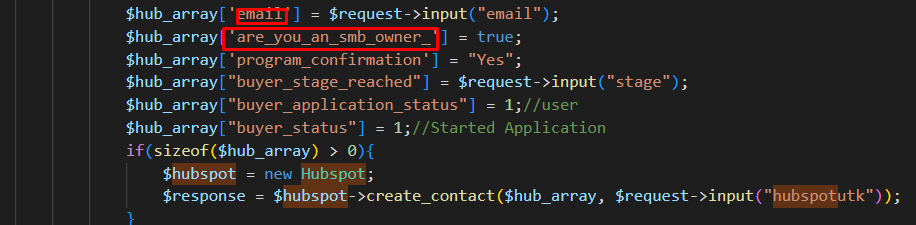 $hub_array['email'] = $request->input("email");
$hub_array['are_you_an_smb_owner_'] = true;
$hub_array['program_confirmation'] = "Yes";
$hub_array["buyer_stage_reached"] = $request->input("stage");
$hub_array["buyer_application_status"] = 1;//user
$hub_array["buyer_status"] = 1;//Started Application
if(sizeof($hub_array) > 0){
$hubspot = new Hubspot;
$response = $hubspot->create_contact($hub_array, $request->input("hubspotutk"));
}